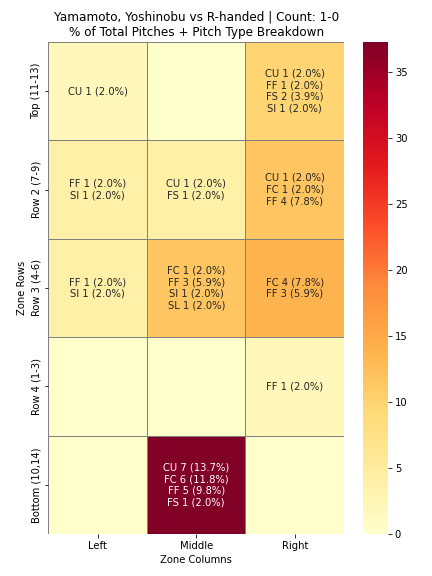 Yamamoto, Yoshinobu vs R-handed | Count: 1-0
% of Total Pitches + Pitch Type Breakdown
Zone Rows
Top (11-13)
CU 1 (2.0%)
CU 1 (2.0%)
FF 1 (2.0%)
FS 2 (3.9%)
SI 1 (2.0%)
Row 2 (7-9)
FF 1 (2.0%)
SI 1 (2.0%)
CU 1 (2.0%)
FS 1 (2.0%)
CU 1 (2.0%)
FC 1 (2.0%)
FF 4 (7.8%)
Row 3 (4-6)
FF 1 (2.0%)
SI 1 (2.0%)
FC 1 (2.0%)
FF 3 (5.9%)
SI 1 (2.0%)
SL 1 (2.0%)
FC 4 (7.8%)
FF 3 (5.9%)
Row 4 (1-3)
FF 1 (2.0%)
Bottom (10,14)
CU 7 (13.7%)
FC 6 (11.8%)
FF 5 (9.8%)
FS 1 (2.0%)
Left
Middle
Right
Zone Columns
35
30
25
20
15
10
5
0